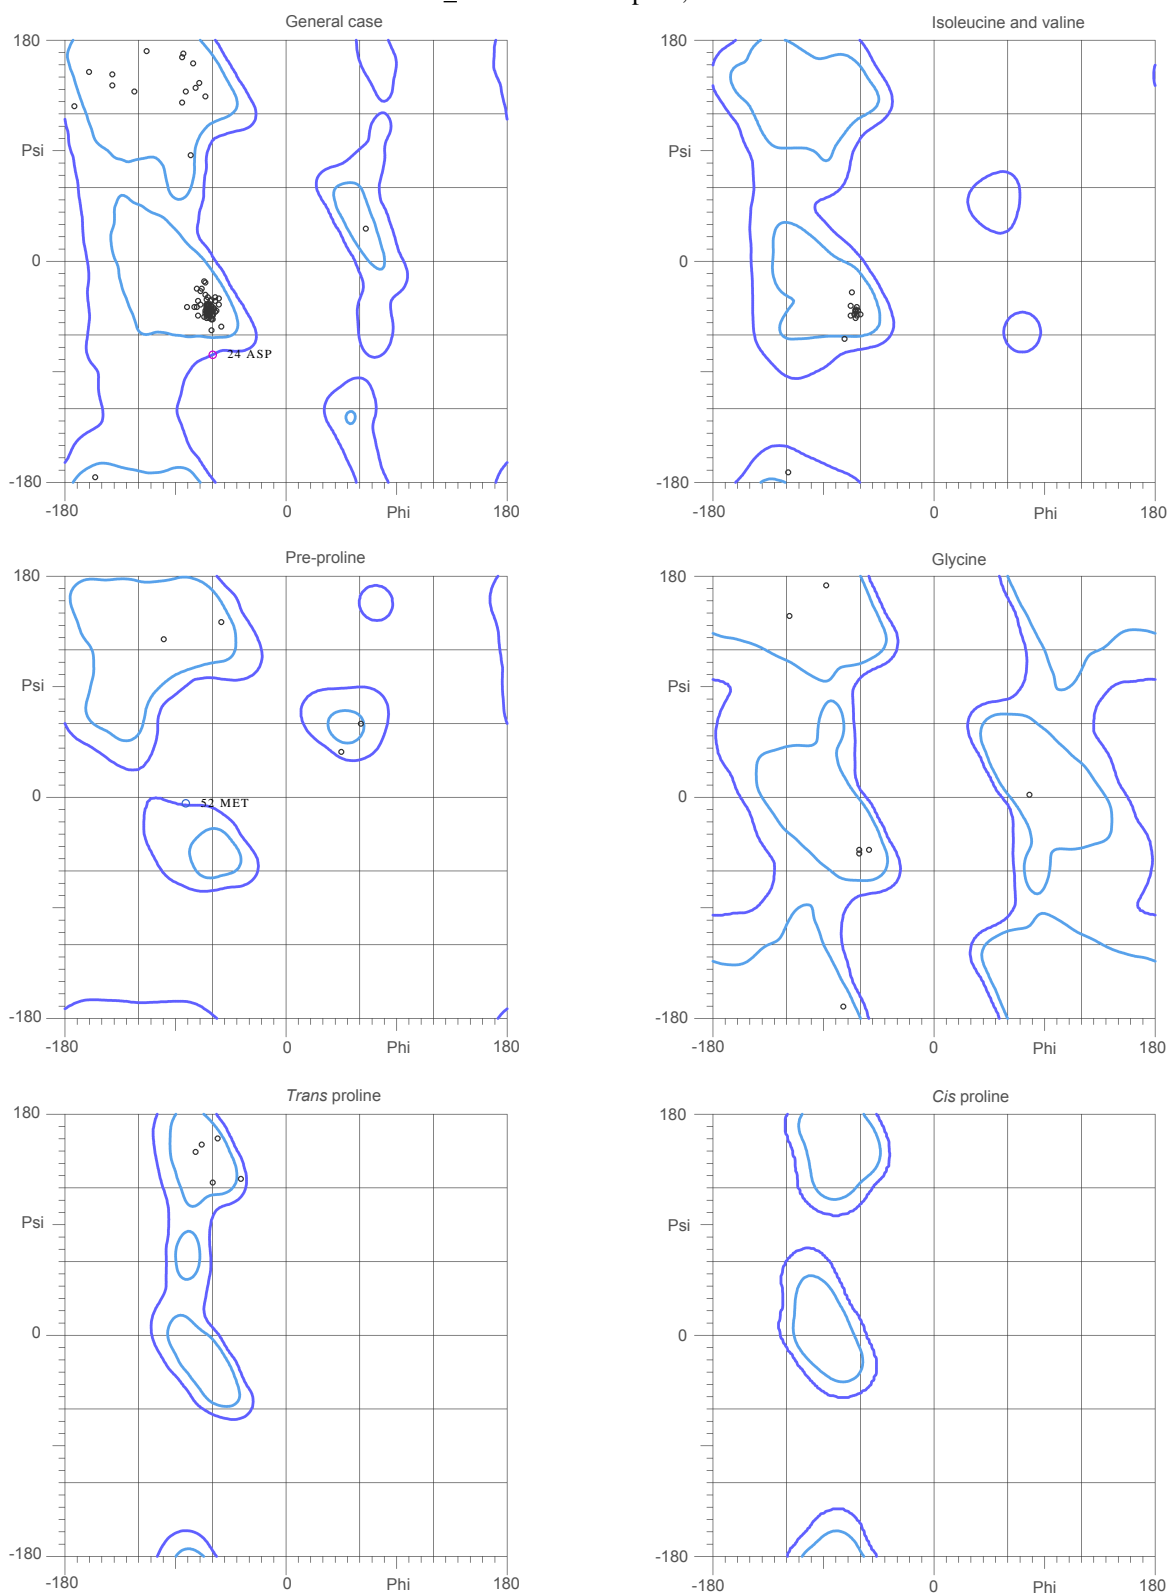 General case
180
Psi
0
24 ASP
-180
-180
0
Phi
180
Isoleucine and valine
180
Psi
0
-180
-180
0
Phi
180
Pre-proline
180
Psi
0
52 MET
-180
-180
0
Phi
180
Glycine
180
Psi
0
-180
-180
0
Phi
180
Trans proline
180
Psi
0
-180
-180
0
Phi
180
Cis proline
180
Psi
0
-180
-180
0
Phi
180